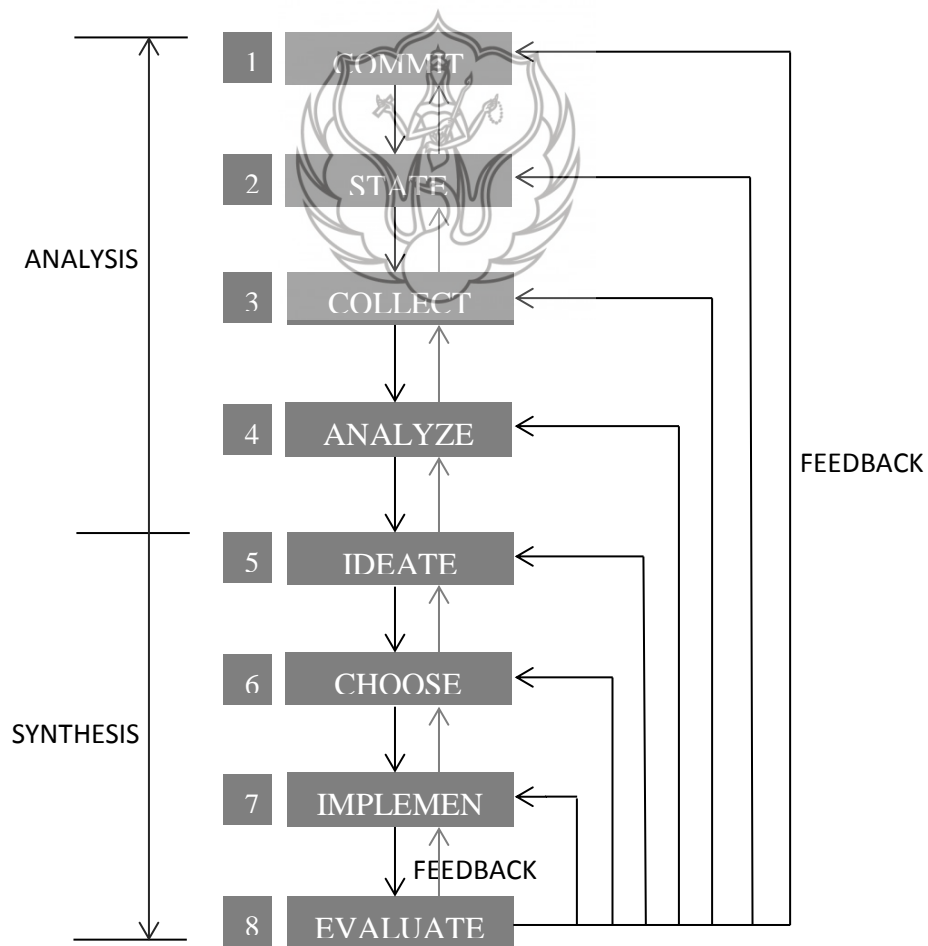 1 COMMIT
2 STATE
ANALYSIS
3 COLLECT
4 ANALYZE
FEEDBACK
5 IDEATE
6 CHOOSE
SYNTHESIS
7 IMPLEMEN
FEEDBACK
8 EVALUATE